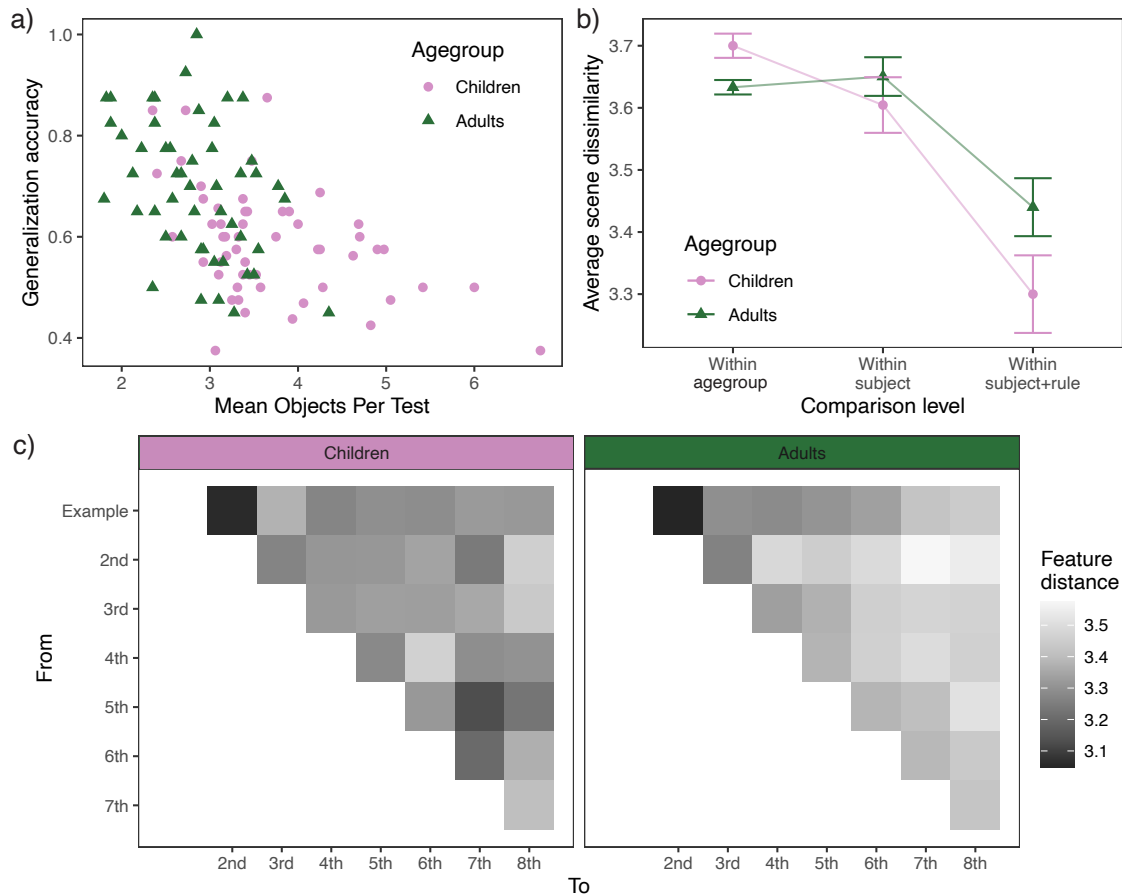 a)
Generalization accuracy
1.0
0.8
0.6
0.4
Agegroup
Children
Adults
2
3
4
5
6
Mean Objects Per Test
b)
Average scene dissimilarity
3.7
3.6
3.4
3.3
Agegroup
Children
Adults
Within
agegroup
Within
subject
Within
subject+rule
Comparison level
c)
Children
Adults
From
Example
2nd
3rd
4th
5th
6th
7th
2nd
3rd
4th
5th
6th
7th
8th
2nd
3rd
4th
5th
6th
7th
8th
To
Feature
distance
3.5
3.4
3.3
3.2
3.1